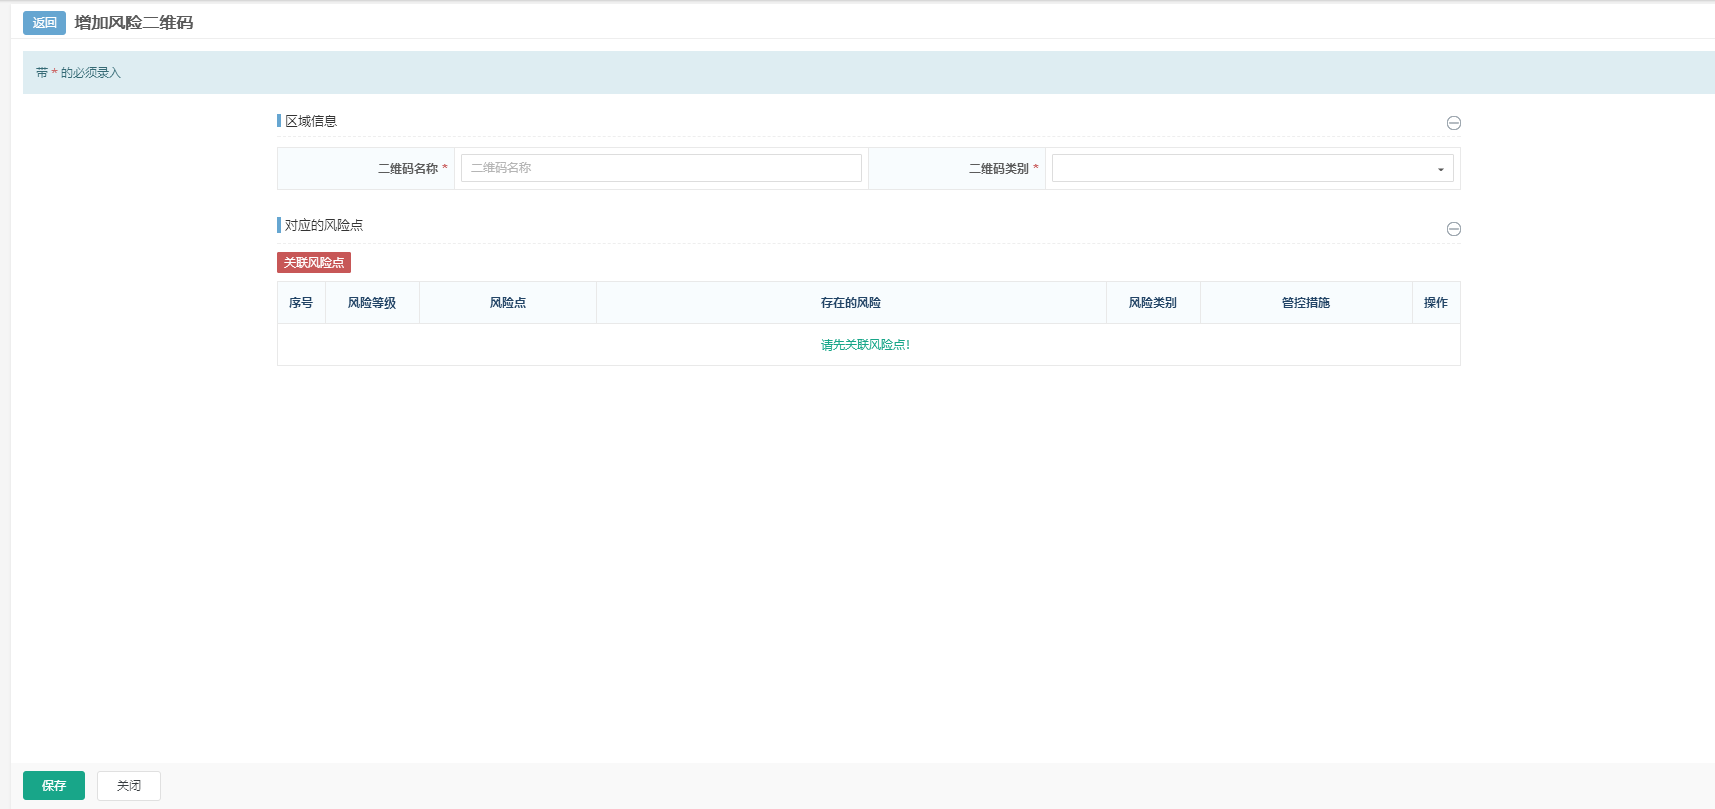 返回 增加风险二维码
带 * 的必须录入
区域信息
二维码名称 * 二维码名称 二维码类别 *
对应的风险点
关联风险点
序号 风险等级 风险点 存在的风险 风险类别 管控措施 操作
请先关联风险点!
保存 关闭